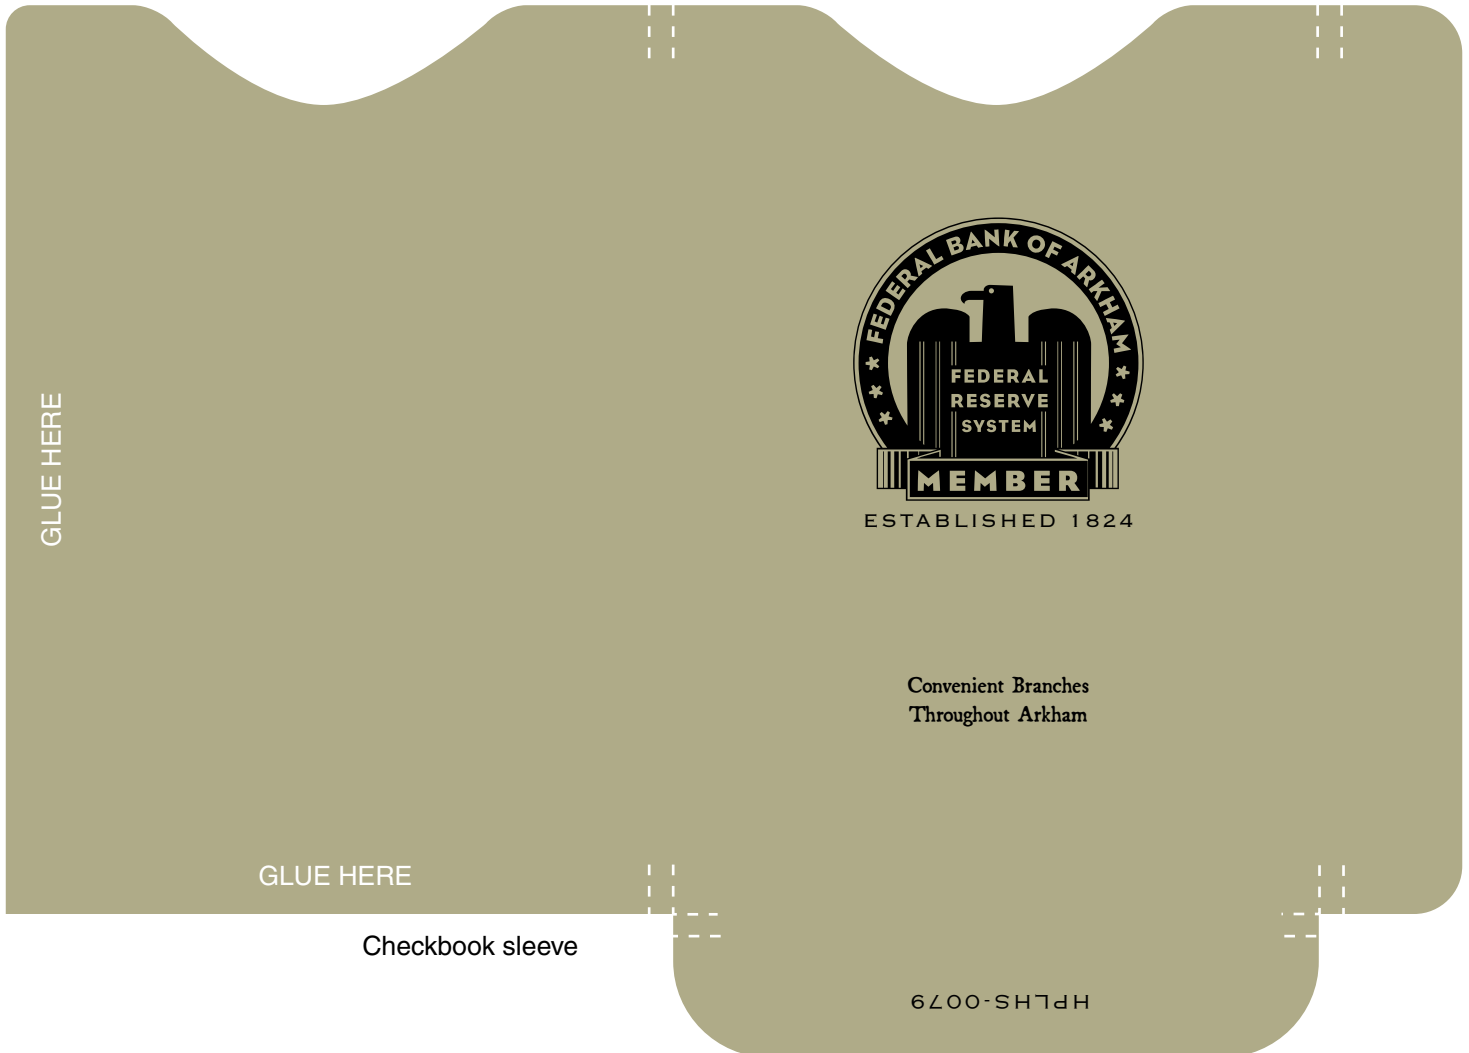 FEDERAL BANK OF ARKHAM
FEDERAL
RESERVE
SYSTEM
MEMBER
ESTABLISHED 1824
Convenient Branches
Throughout Arkham
GLUE HERE
GLUE HERE
Checkbook sleeve
HPLHS-0079